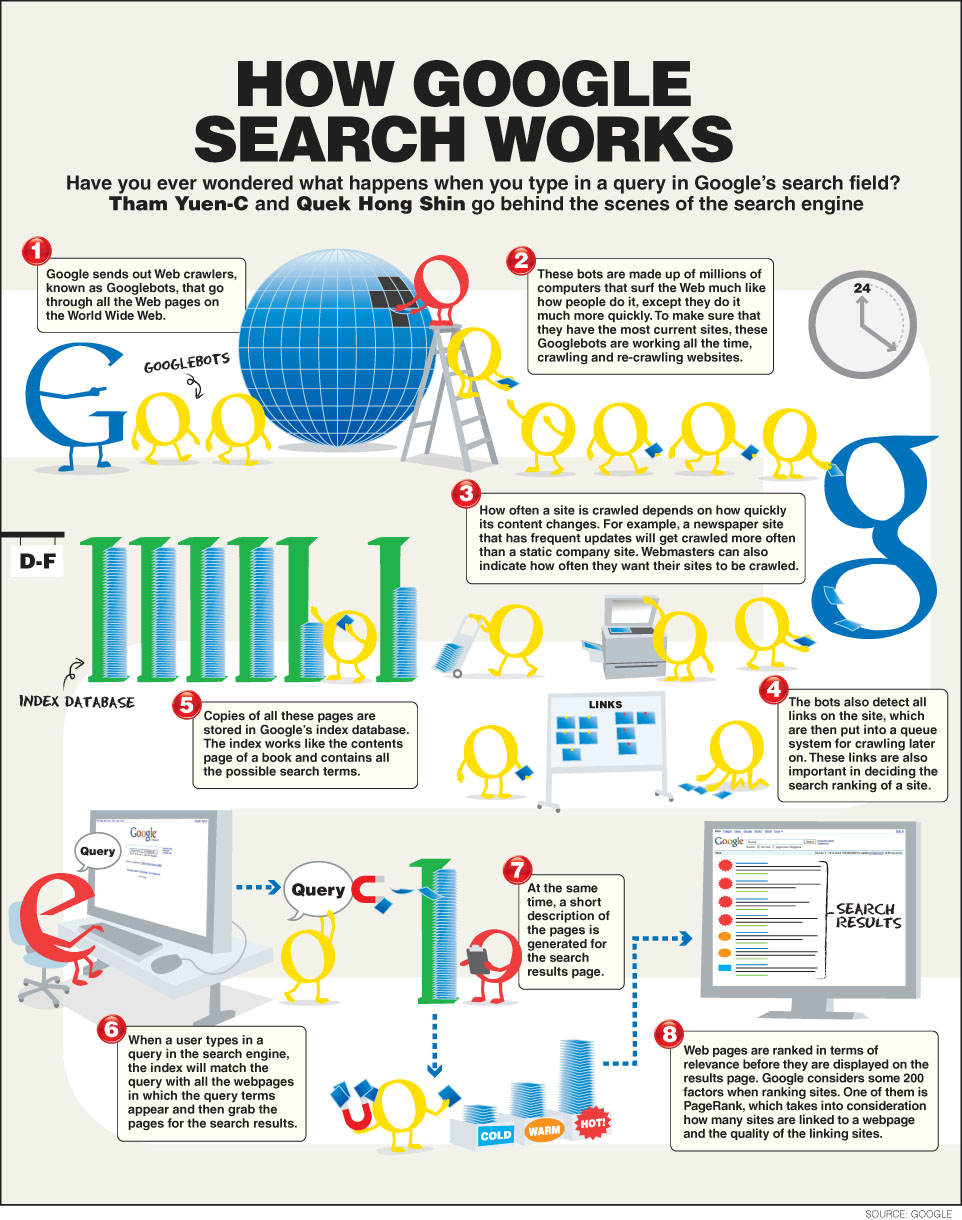 HOW GOOGLE
SEARCH WORKS
Have you ever wondered what happens when you type in a query in Google's search field?
Tham Yuen-C and Quek Hong Shin go behind the scenes of the search engine
1
Google sends out Web crawlers,
known as Googlebots, that go
through all the Web pages on
the World Wide Web.
GOOGLEBOTS
2
These bots are made up of millions of
computers that surf the Web much like
how people do it, except they do it
much more quickly. To make sure that
they have the most current sites, these
Googlebots are working all the time,
crawling and re-crawling websites.
24
G
g
3
How often a site is crawled depends on how quickly
its content changes. For example, a newspaper site
that has frequent updates will get crawled more often
than a static company site. Webmasters can also
indicate how often they want their sites to be crawled.
D-F
INDEX DATABASE
LINKS
4
The bots also detect all
links on the site, which
are then put into a queue
system for crawling later
on. These links are also
important in deciding the
search ranking of a site.
5
Copies of all these pages are
stored in Google's index database.
The index works like the contents
page of a book and contains all
the possible search terms.
Google
Query
e
Query
l
6
When a user types in a
query in the search engine,
the index will match the
query with all the webpages
in which the query terms
appear and then grab the
pages for the search results.
7
At the same
time, a short
description of
the pages is
generated for
the search
results page.
COLD
WARM
HOT!
Google
SEARCH
RESULTS
8
Web pages are ranked in terms of
relevance before they are displayed on the
results page. Google considers some 200
factors when ranking sites. One of them is
PageRank, which takes into consideration
how many sites are linked to a webpage
and the quality of the linking sites.
SOURCE: GOOGLE